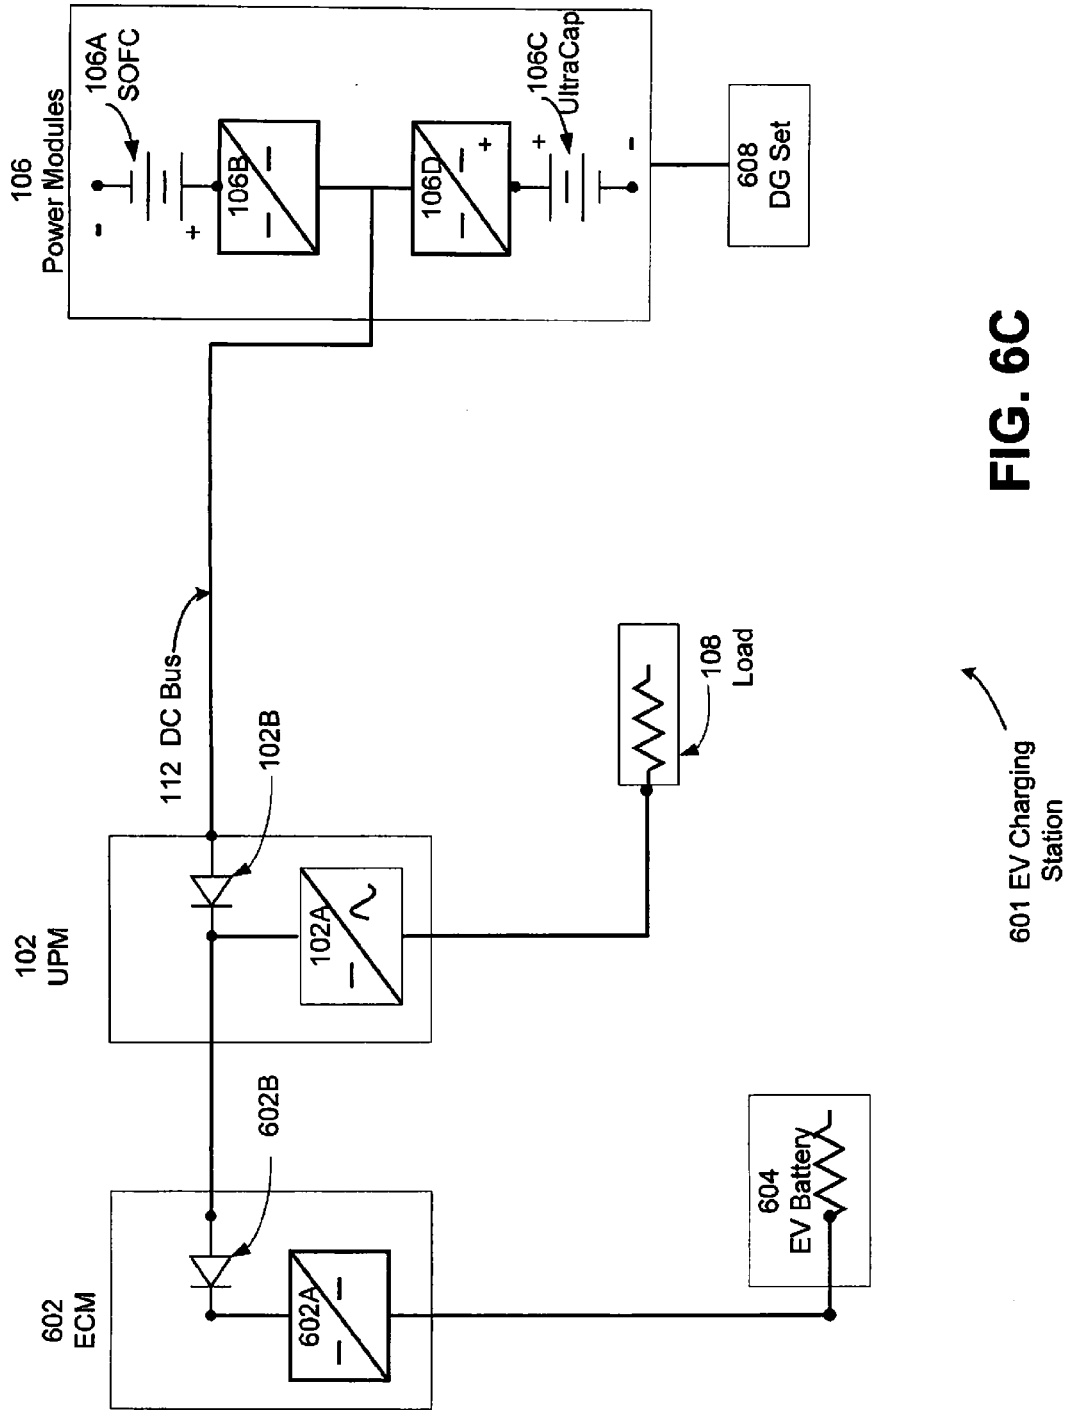 602
ECM
602B
602A
604
EV Battery
102
UPM
112 DC Bus
102B
102A
108
Load
106
Power Modules
106A
SOFC
-
+
106B
106D
+
+
-
106C
UltraCap
608
DG Set
601 EV Charging
Station
FIG. 6C